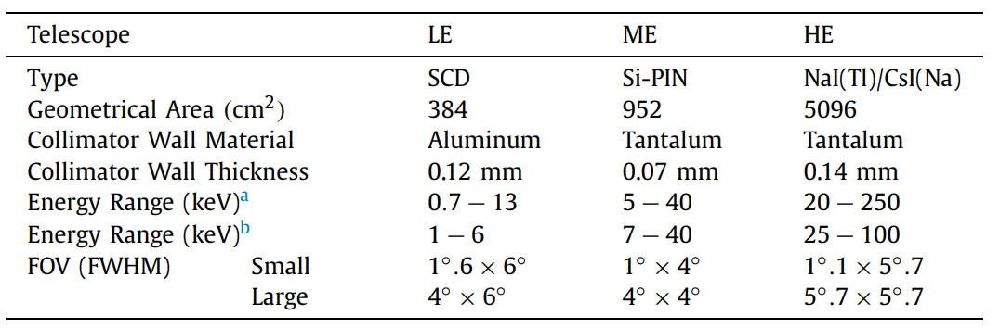 Telescope LE ME HE
Type SCD Si-PIN NaI(Tl)/CsI(Na)
Geometrical Area (cm²) 384 952 5096
Collimator Wall Material Aluminum Tantalum Tantalum
Collimator Wall Thickness 0.12 mm 0.07 mm 0.14 mm
Energy Range (keV)ᵃ 0.7 – 13 5 – 40 20 – 250
Energy Range (keV)ᵇ 1 – 6 7 – 40 25 – 100
FOV (FWHM) Small 1°.6 × 6° 1° × 4° 1°.1 × 5°.7
Large 4° × 6° 4° × 4° 5°.7 × 5°.7